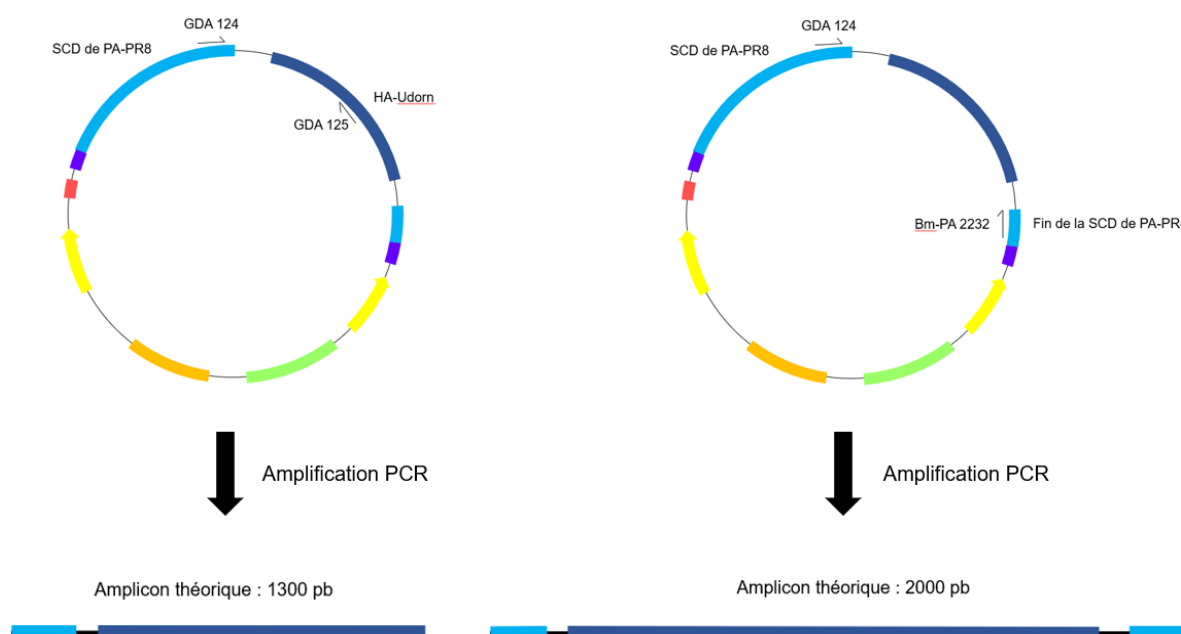 GDA 124
SCD de PA-PR8
HA-Udorn
GDA 125
GDA 124
SCD de PA-PR8
Bm-PA 2232
Fin de la SCD de PA-PR
Amplification PCR
Amplification PCR
Amplicon théorique : 1300 pb
Amplicon théorique : 2000 pb